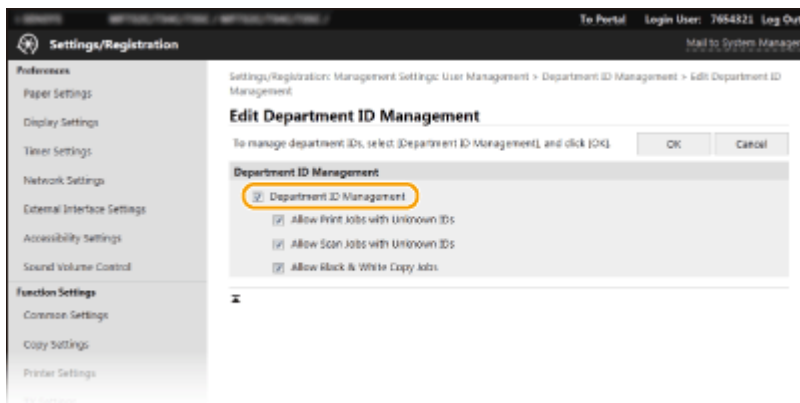 To Portal Login User: 7654321 Log Out
Settings/Registration
Mail to System Manager
Preferences
Paper Settings
Display Settings
Timer Settings
Network Settings
External Interface Settings
Accessibility Settings
Sound Volume Control
Function Settings
Common Settings
Copy Settings
Printer Settings
Settings/Registration: Management Settings: User Management > Department ID Management > Edit Department ID
Management
Edit Department ID Management
To manage department IDs, select [Department ID Management], and click [OK].
OK
Cancel
Department ID Management
Department ID Management
Allow Print Jobs with Unknown IDs
Allow Scan Jobs with Unknown IDs
Allow Black & White Copy Jobs